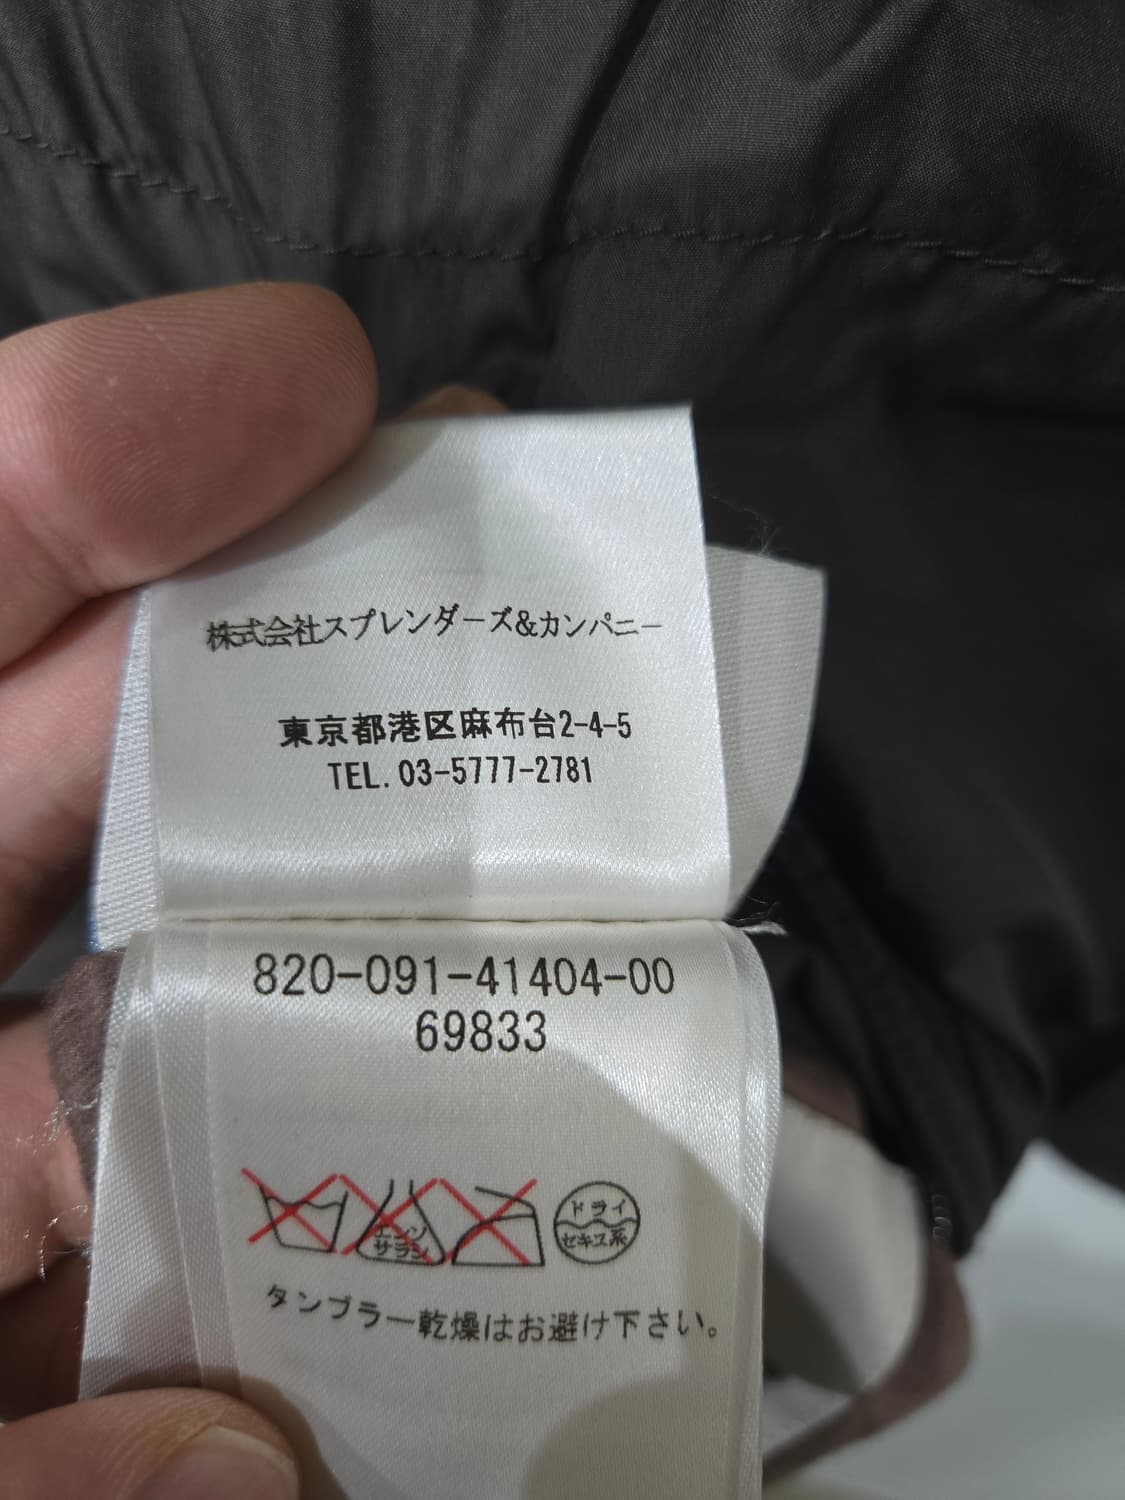 株式会社スプレンダーズ&カンパニー
東京都港区麻布台2-4-5
TEL. 03-5777-2781
820-091-41404-00
69833
エンソ
サラシ
ドライ
セキユ系
タンブラー乾燥はお避け下さい。